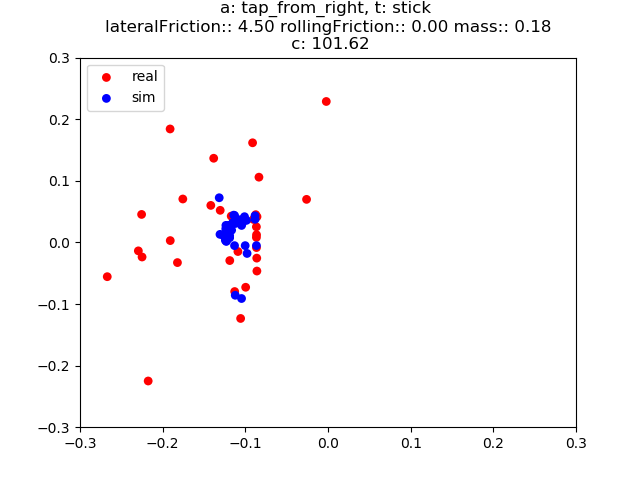 a: tap_from_right, t: stick
lateralFriction:: 4.50 rollingFriction:: 0.00 mass:: 0.18
c: 101.62
real
sim
0.3
0.2
0.1
0.0
−0.1
−0.2
−0.3
−0.3 −0.2 −0.1 0.0 0.1 0.2 0.3